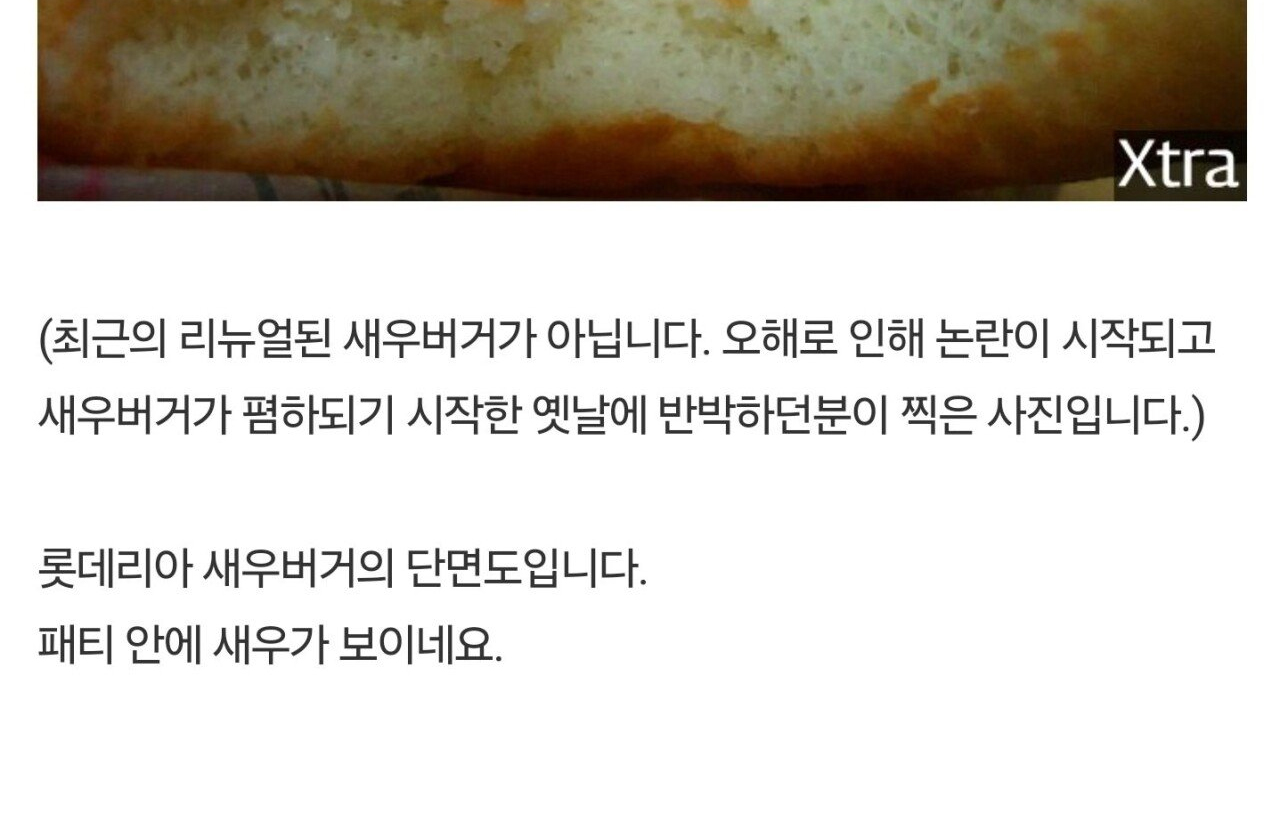 Xtra
(최근의 리뉴얼된 새우버거가 아닙니다. 오해로 인해 논란이 시작되고
새우버거가 폄하되기 시작한 옛날에 반박하던분이 찍은 사진입니다.)
롯데리아 새우버거의 단면도입니다.
패티 안에 새우가 보이네요.